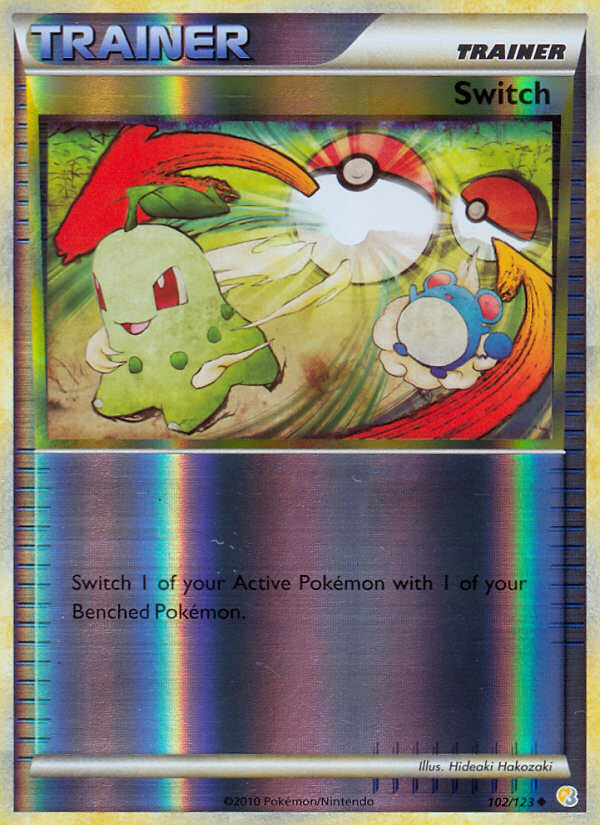 TRAINER
TRAINER
Switch
Switch 1 of your Active Pokémon with 1 of your
Benched Pokémon.
Illus. Hideaki Hakozaki
©2010 Pokémon/Nintendo
102/123